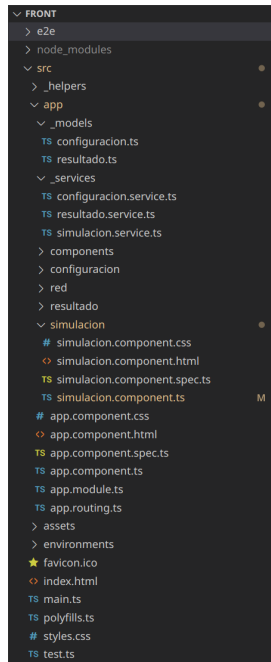 FRONT
e2e
node_modules
src
_helpers
app
_models
TS configuracion.ts
TS resultado.ts
_services
TS configuracion.service.ts
TS resultado.service.ts
TS simulacion.service.ts
components
configuracion
red
resultado
simulacion
# simulacion.component.css
<> simulacion.component.html
TS simulacion.component.spec.ts
TS simulacion.component.ts M
# app.component.css
<> app.component.html
TS app.component.spec.ts
TS app.component.ts
TS app.module.ts
TS app.routing.ts
assets
environments
favicon.ico
<> index.html
TS main.ts
TS polyfills.ts
# styles.css
TS test.ts